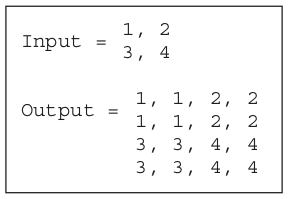 Input = 1, 2
3, 4
Output = 1, 1, 2, 2
1, 1, 2, 2
3, 3, 4, 4
3, 3, 4, 4